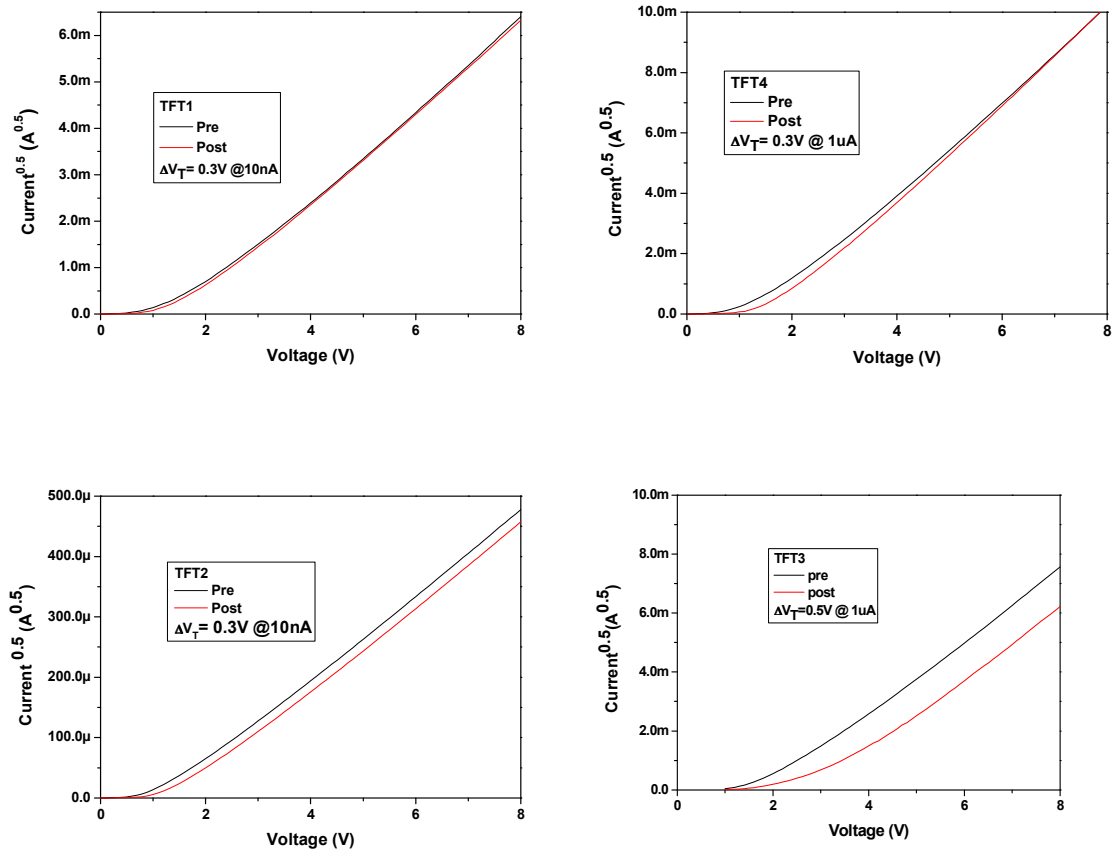 6.0m
5.0m
4.0m
3.0m
2.0m
1.0m
0.0
0 2 4 6 8
Voltage (V)
Current^0.5 (A^0.5)
TFT1
Pre
Post
ΔV_T= 0.3V @10nA
10.0m
8.0m
6.0m
4.0m
2.0m
0.0
0 2 4 6 8
Voltage (V)
Current^0.5 (A^0.5)
TFT4
Pre
Post
ΔV_T= 0.3V @ 1uA
500.0µ
400.0µ
300.0µ
200.0µ
100.0µ
0.0
0 2 4 6 8
Voltage (V)
Current^0.5 (A^0.5)
TFT2
Pre
Post
ΔV_T= 0.3V @10nA
10.0m
8.0m
6.0m
4.0m
2.0m
0.0
0 2 4 6 8
Voltage (V)
Current^0.5(A^0.5)
TFT3
pre
post
ΔV_T=0.5V @ 1uA